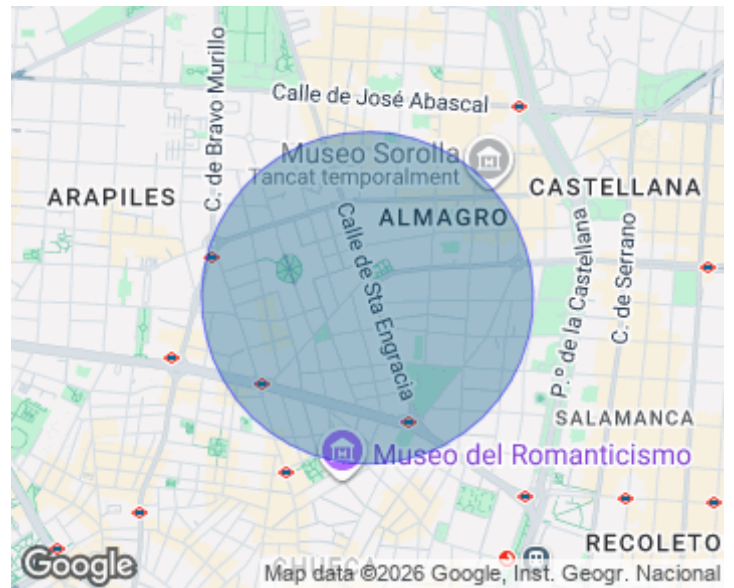 C. de Bravo Murillo
Calle de José Abascal
Museo Sorolla
Tancat temporalment
ARAPILES
CASTELLANA
ALMAGRO
Calle de Sta Engracia
P.º de la Castellana
C. de Serrano
SALAMANCA
Museo del Romanticismo
RECOLETO
CHUECA
Google
Map data ©2026 Google, Inst. Geogr. Nacional